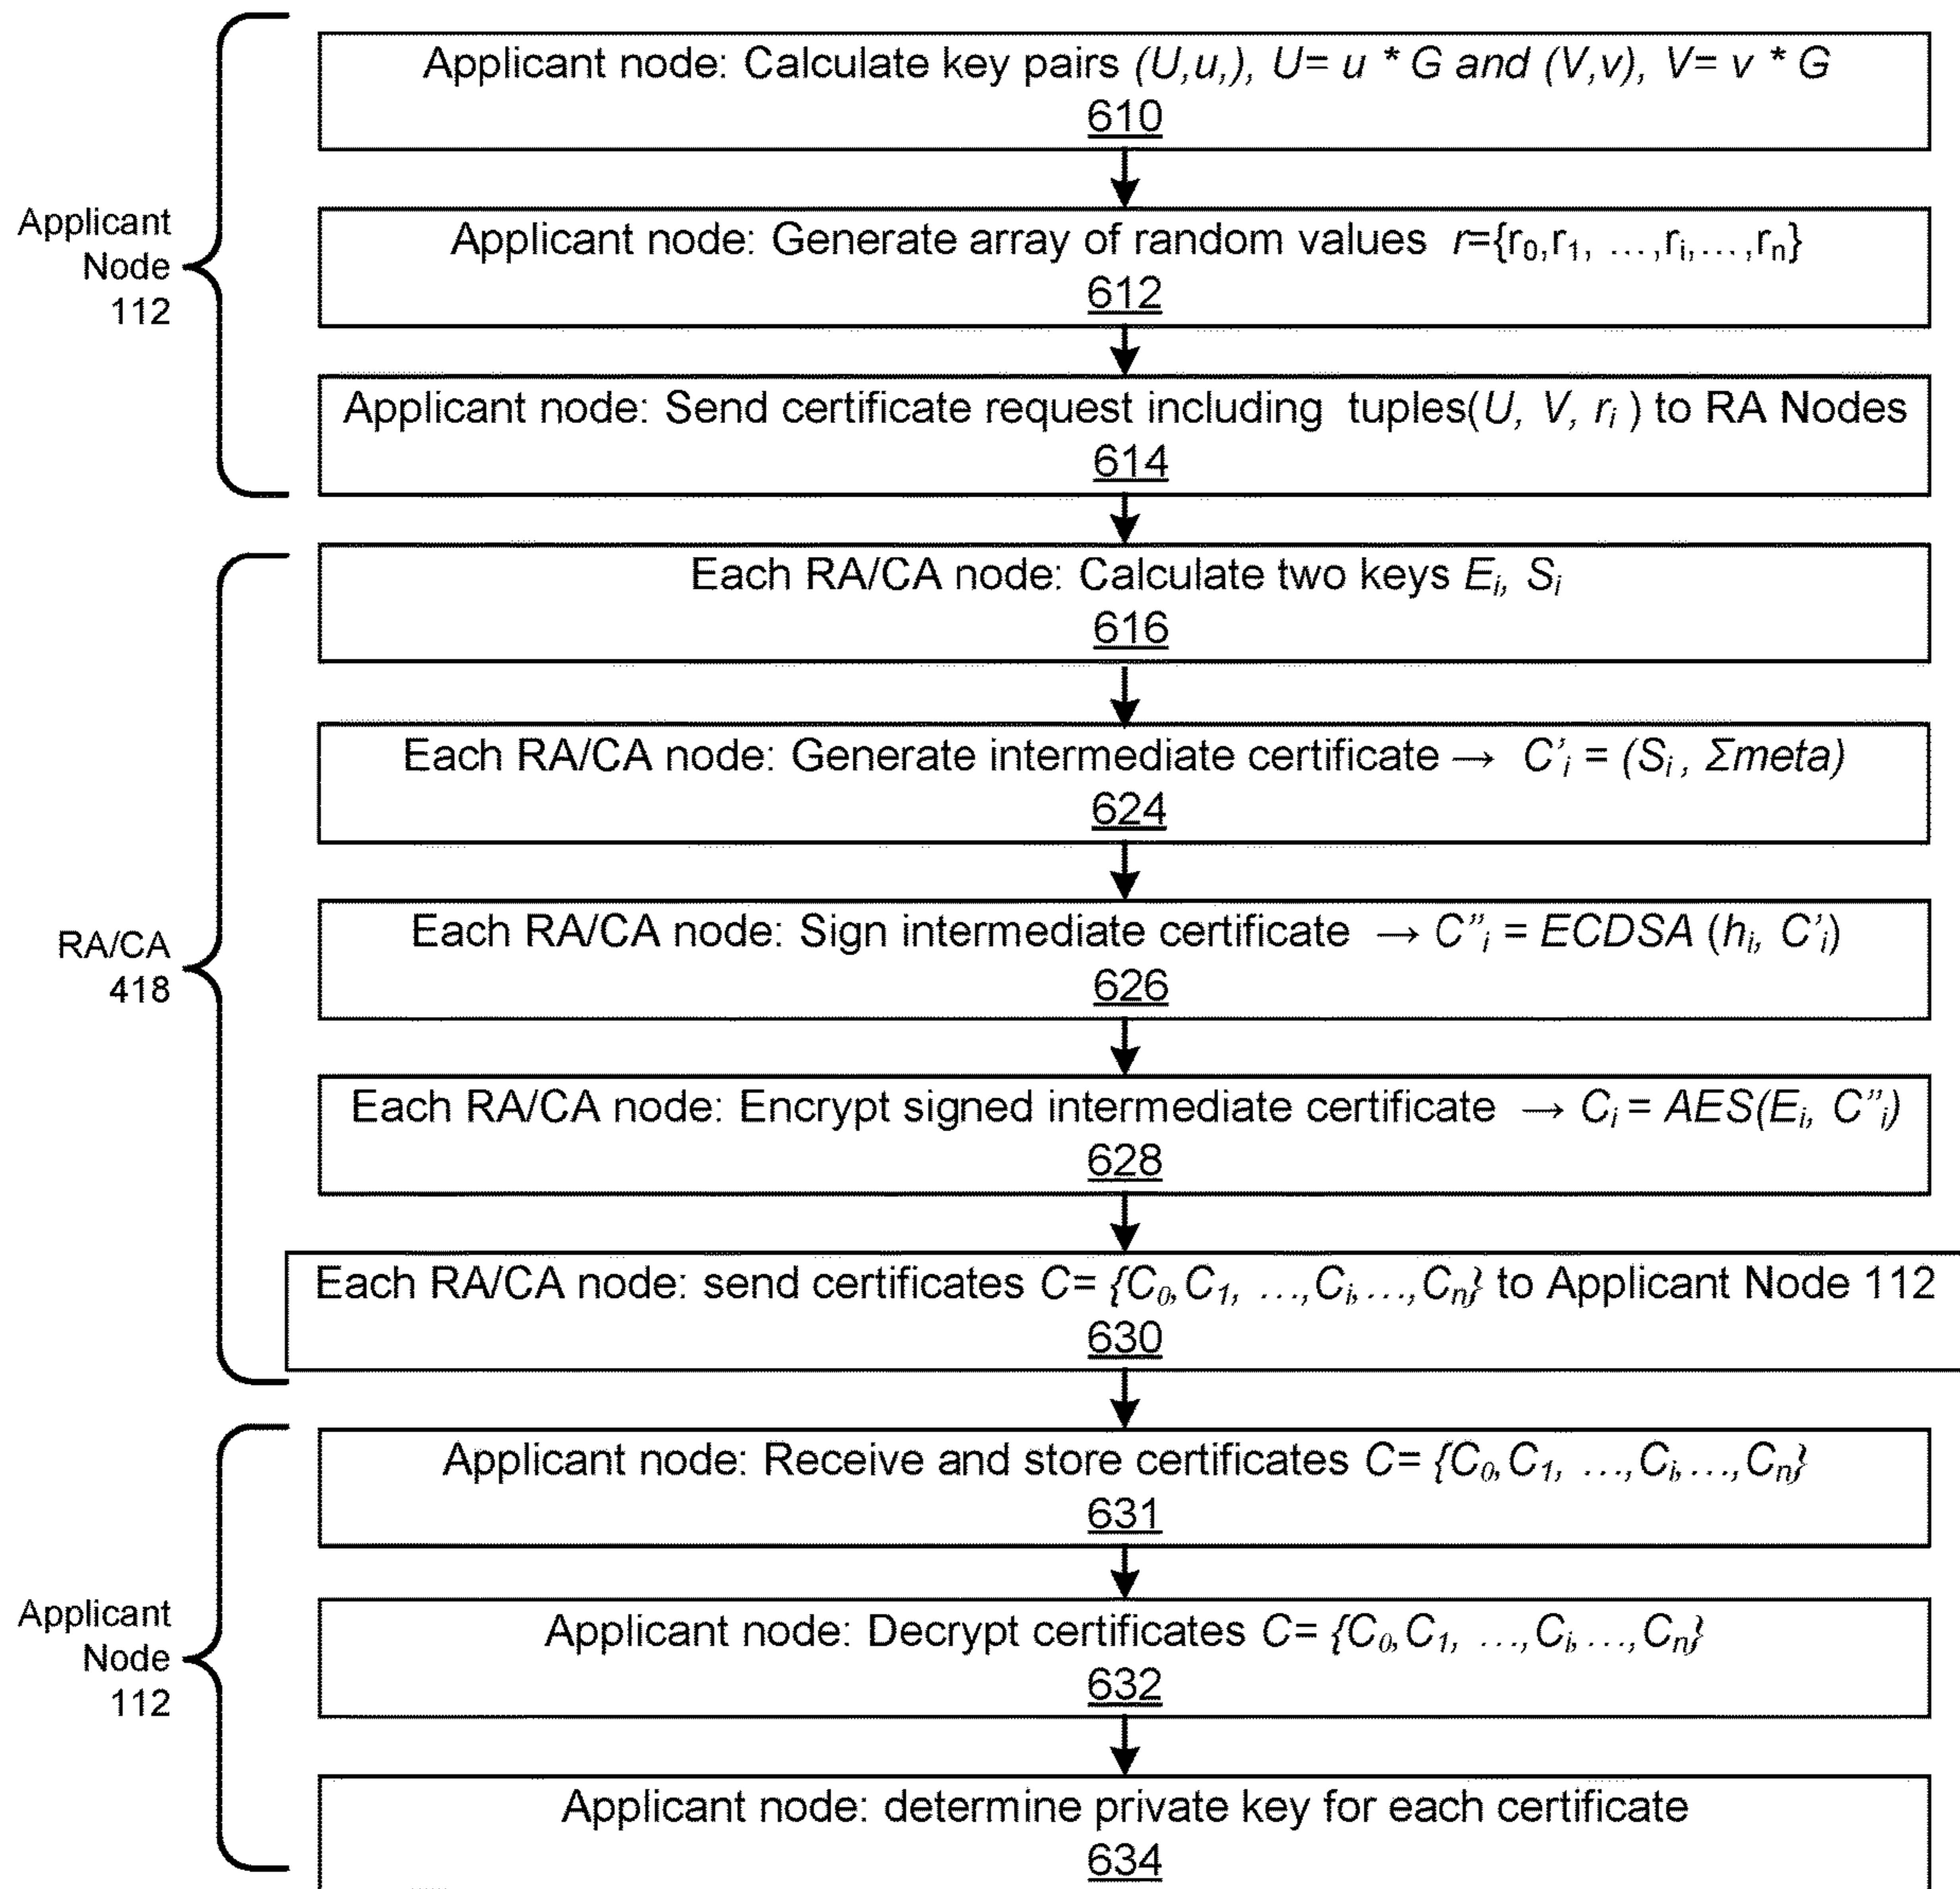 Applicant node: Calculate key pairs (U,u,), U= u * G and (V,v), V= v * G
610
Applicant
Node
112
Applicant node: Generate array of random values r={r₀,r₁, …,rᵢ,…,rₙ}
612
Applicant node: Send certificate request including tuples(U, V, rᵢ ) to RA Nodes
614
RA/CA
418
Each RA/CA node: Calculate two keys Eᵢ, Sᵢ
616
Each RA/CA node: Generate intermediate certificate → C’ᵢ = (Sᵢ , Σmeta)
624
Each RA/CA node: Sign intermediate certificate → C”ᵢ = ECDSA (hᵢ, C’ᵢ)
626
Each RA/CA node: Encrypt signed intermediate certificate → Cᵢ = AES(Eᵢ, C”ᵢ)
628
Each RA/CA node: send certificates C= {C₀,C₁, …,Cᵢ,…,Cₙ} to Applicant Node 112
630
Applicant
Node
112
Applicant node: Receive and store certificates C= {C₀,C₁, …,Cᵢ,…,Cₙ}
631
Applicant node: Decrypt certificates C= {C₀,C₁, …,Cᵢ,…,Cₙ}
632
Applicant node: determine private key for each certificate
634